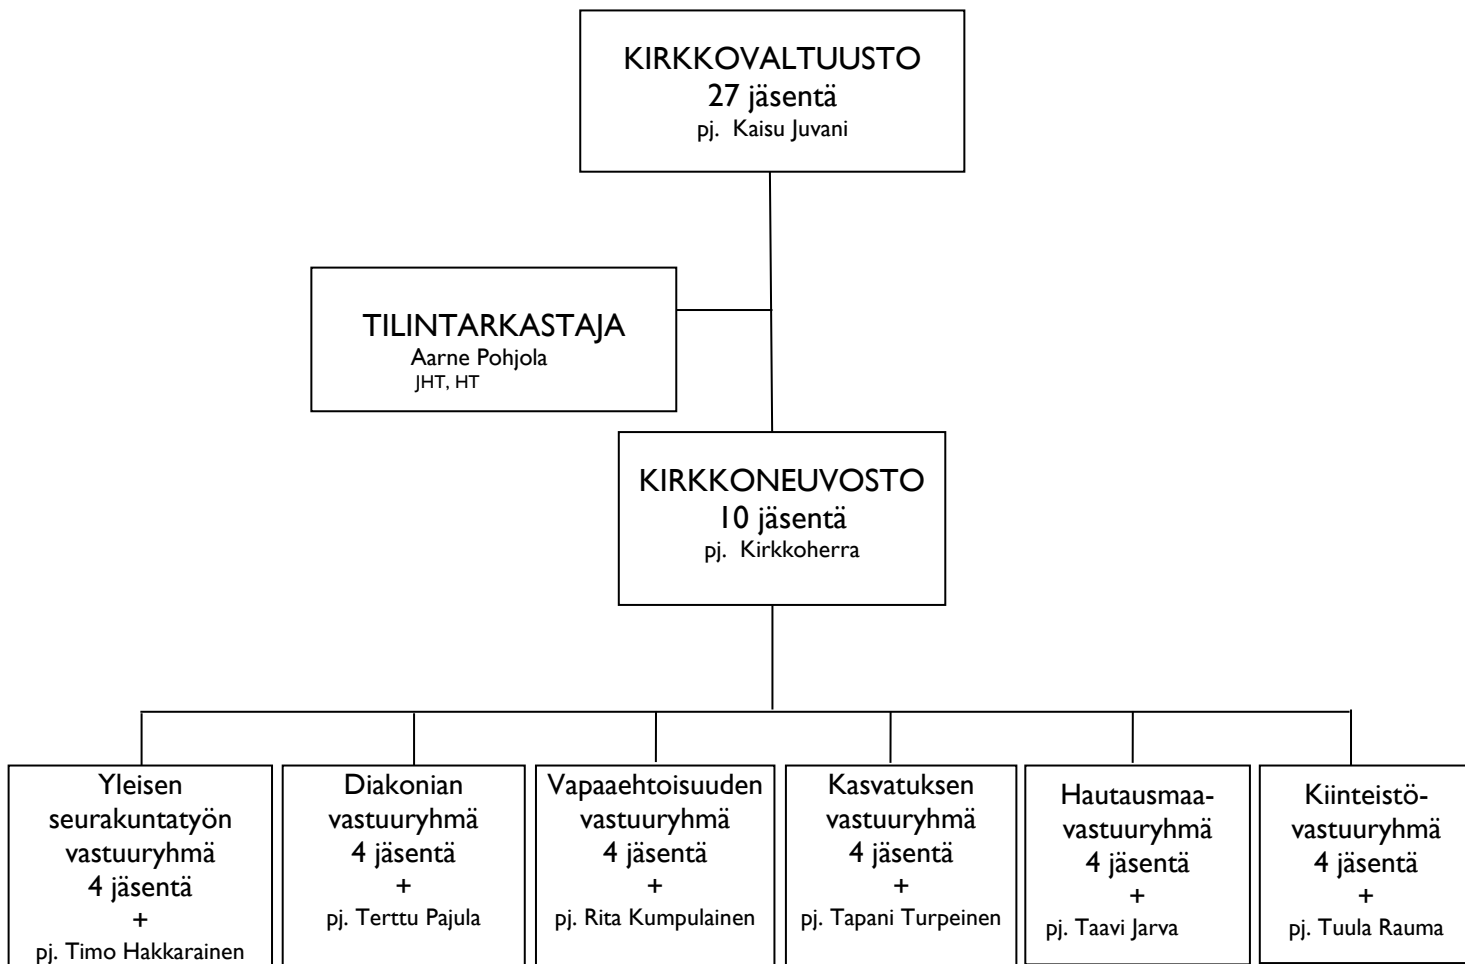 KIRKKOVALTUUSTO
27 jäsentä
pj. Kaisu Juvani
TILINTARKASTAJA
Aarne Pohjola
JHT, HT
KIRKKONEUVOSTO
10 jäsentä
pj. Kirkkoherra
Yleisen
seurakuntatyön
vastuuryhmä
4 jäsentä
+
pj. Timo Hakkarainen
Diakonian
vastuuryhmä
4 jäsentä
+
pj. Terttu Pajula
Vapaaehtoisuuden
vastuuryhmä
4 jäsentä
+
pj. Rita Kumpulainen
Kasvatuksen
vastuuryhmä
4 jäsentä
+
pj. Tapani Turpeinen
Hautausmaa-
vastuuryhmä
4 jäsentä
+
pj. Taavi Jarva
Kiinteistö-
vastuuryhmä
4 jäsentä
+
pj. Tuula Rauma